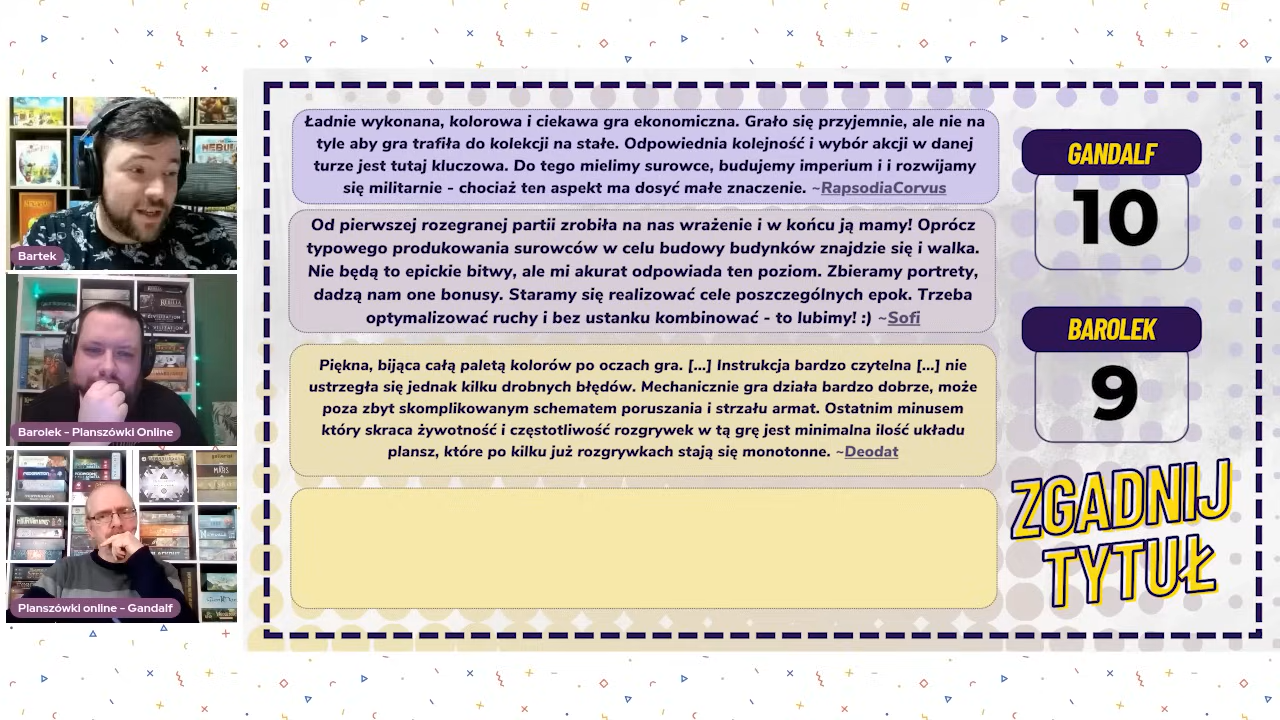 Ładnie wykonana, kolorowa i ciekawa gra ekonomiczna. Grało się przyjemnie, ale nie na
tyle aby gra trafiła do kolekcji na stałe. Odpowiednia kolejność i wybór akcji w danej
turze jest tutaj kluczowa. Do tego mielimy surowce, budujemy imperium i i rozwijamy
się militarnie - chociaż ten aspekt ma dosyć małe znaczenie. ~RapsodiaCorvus
Od pierwszej rozegranej partii zrobiła na nas wrażenie i w końcu ją mamy! Oprócz
typowego produkowania surowców w celu budowy budynków znajdzie się i walka.
Nie będą to epickie bitwy, ale mi akurat odpowiada ten poziom. Zbieramy portrety,
dadzą nam one bonusy. Staramy się realizować cele poszczególnych epok. Trzeba
optymalizować ruchy i bez ustanku kombinować - to lubimy! :) ~Sofi
Piękna, bijąca całą paletą kolorów po oczach gra. [...] Instrukcja bardzo czytelna [...] nie
ustrzegła się jednak kilku drobnych błędów. Mechanicznie gra działa bardzo dobrze, może
poza zbyt skomplikowanym schematem poruszania i strzału armat. Ostatnim minusem
który skraca żywotność i częstotliwość rozgrywek w tą grę jest minimalna ilość układu
plansz, które po kilku już rozgrywkach stają się monotonne. ~Deodat
GANDALF
10
BAROLEK
9
ZGADNIJ
TYTUŁ
Bartek
Barolek - Planszówki Online
Planszówki online - Gandalf